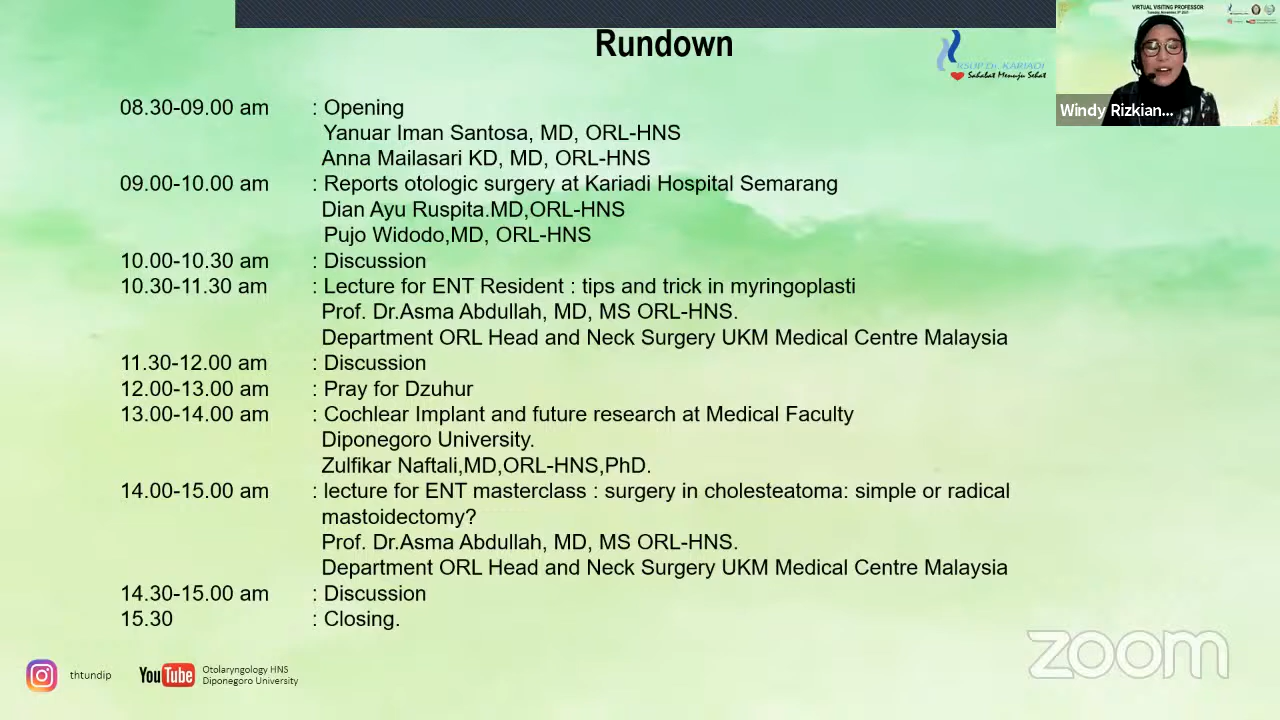 Rundown
RSUP Dr. KARIADI
Sahabat Menuju Sehat
VIRTUAL VISITING PROFESSOR
Windy Rizkian...
08.30-09.00 am : Opening
Yanuar Iman Santosa, MD, ORL-HNS
Anna Mailasari KD, MD, ORL-HNS
09.00-10.00 am : Reports otologic surgery at Kariadi Hospital Semarang
Dian Ayu Ruspita.MD,ORL-HNS
Pujo Widodo,MD, ORL-HNS
10.00-10.30 am : Discussion
10.30-11.30 am : Lecture for ENT Resident : tips and trick in myringoplasti
Prof. Dr.Asma Abdullah, MD, MS ORL-HNS.
Department ORL Head and Neck Surgery UKM Medical Centre Malaysia
11.30-12.00 am : Discussion
12.00-13.00 am : Pray for Dzuhur
13.00-14.00 am : Cochlear Implant and future research at Medical Faculty
Diponegoro University.
Zulfikar Naftali,MD,ORL-HNS,PhD.
14.00-15.00 am : lecture for ENT masterclass : surgery in cholesteatoma: simple or radical
mastoidectomy?
Prof. Dr.Asma Abdullah, MD, MS ORL-HNS.
Department ORL Head and Neck Surgery UKM Medical Centre Malaysia
14.30-15.00 am : Discussion
15.30 : Closing.
thtundip
YouTube
Otolaryngology HNS
Diponegoro University
zoom